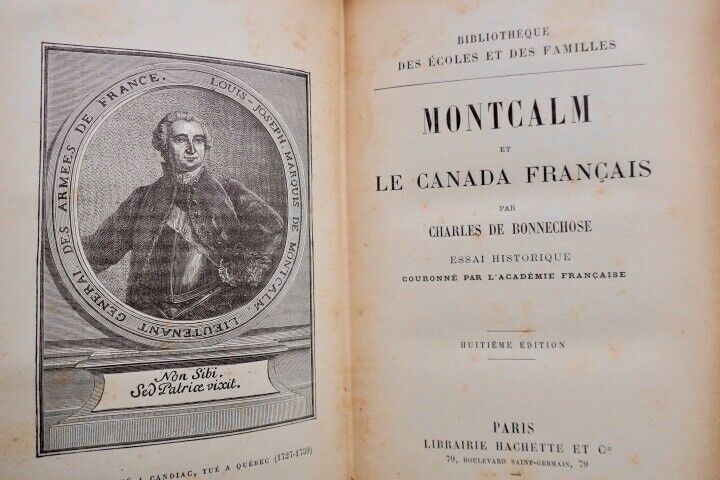 LOUIS-JOSEPH, MARQUIS DE MONTCALM, LIEUTENANT GÉNÉRAL DES ARMÉES DE FRANCE.
Non Sibi,
Sed Patriæ vixit.
A CANDIAC, TUÉ A QUÉBEC (1727-1759)
BIBLIOTHÈQUE
DES ÉCOLES ET DES FAMILLES
MONTCALM
ET
LE CANADA FRANÇAIS
PAR
CHARLES DE BONNECHOSE
ESSAI HISTORIQUE
COURONNÉ PAR L'ACADÉMIE FRANÇAISE
HUITIÈME ÉDITION
PARIS
LIBRAIRIE HACHETTE ET Cie
79, BOULEVARD SAINT-GERMAIN, 79